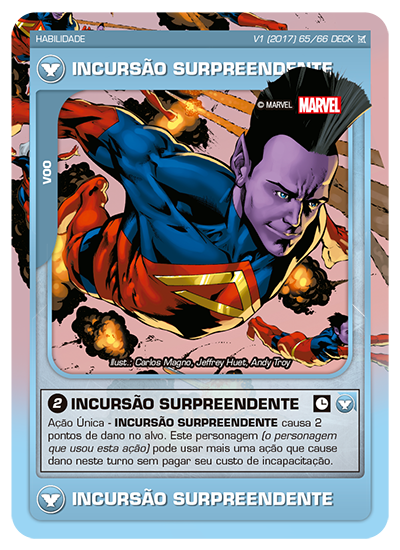 HABILIDADE
V1 (2017) 65/66 DECK
INCURSÃO SURPREENDENTE
© MARVEL MARVEL
VOO
Ilust.: Carlos Magno, Jeffrey Huet, Andy Troy
2 INCURSÃO SURPREENDENTE
Ação Única - INCURSÃO SURPREENDENTE causa 2
pontos de dano no alvo. Este personagem (o personagem
que usou esta ação) pode usar mais uma ação que cause
dano neste turno sem pagar seu custo de incapacitação.
INCURSÃO SURPREENDENTE